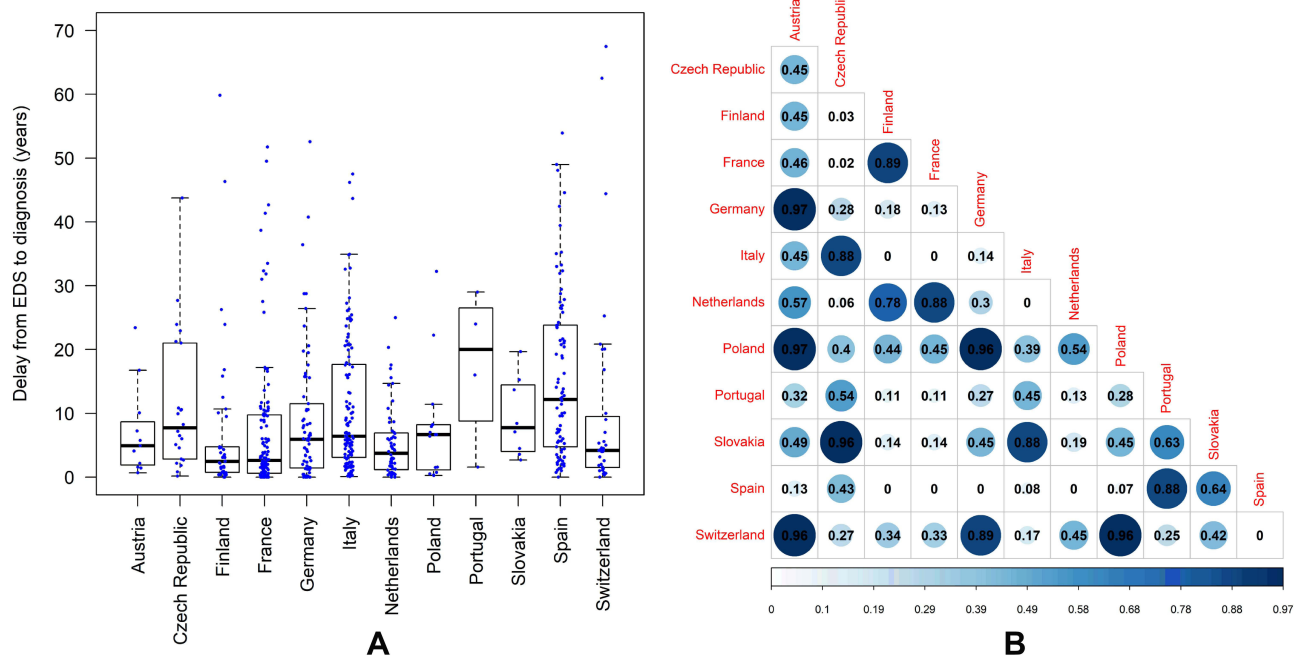 Delay from EDS to diagnosis (years)
70
60
50
40
30
20
10
0
Austria
Czech Republic
Finland
France
Germany
Italy
Netherlands
Poland
Portugal
Slovakia
Spain
Switzerland
A
Austria
Czech Republic 0.45 Czech Republi
Finland 0.45 0.03 Finland
France 0.46 0.02 0.89 France
Germany 0.97 0.28 0.18 0.13 Germany
Italy 0.45 0.88 0 0 0.14 Italy
Netherlands 0.57 0.06 0.78 0.88 0.3 0 Netherlands
Poland 0.97 0.4 0.44 0.45 0.96 0.39 0.54 Poland
Portugal 0.32 0.54 0.11 0.11 0.27 0.45 0.13 0.28 Portugal
Slovakia 0.49 0.96 0.14 0.14 0.45 0.88 0.19 0.45 0.63 Slovakia
Spain 0.13 0.43 0 0 0 0.08 0 0.07 0.88 0.64 Spain
Switzerland 0.96 0.27 0.34 0.33 0.89 0.17 0.45 0.96 0.25 0.42 0
0 0.1 0.19 0.29 0.39 0.49 0.58 0.68 0.78 0.88 0.97
B